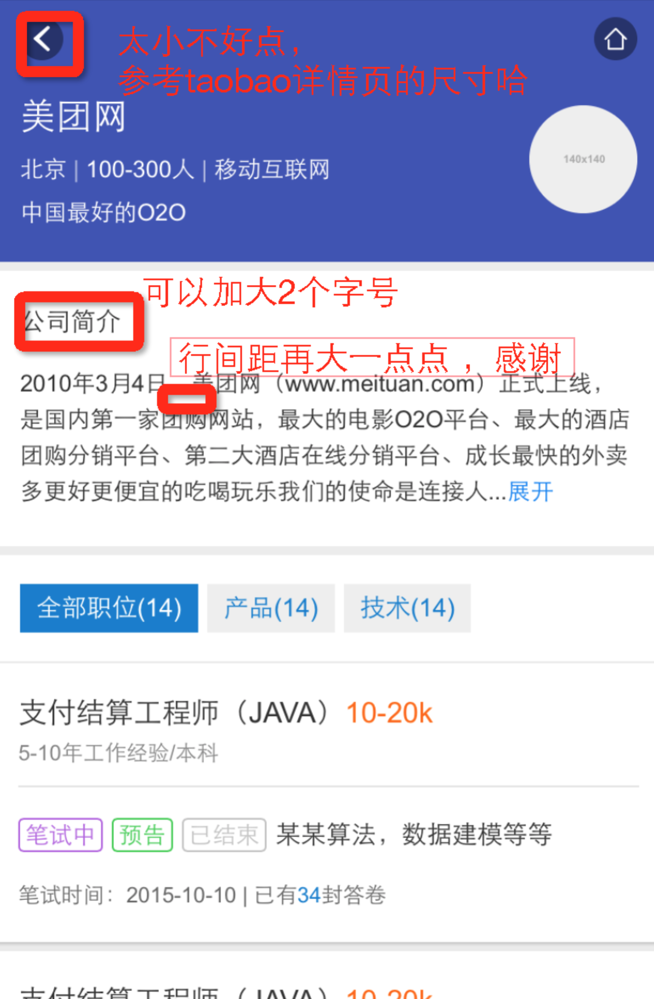 太小不好点，
参考taobao详情页的尺寸哈
美团网
140x140
北京 | 100-300人 | 移动互联网
中国最好的O2O
可以加大2个字号
公司简介
行间距再大一点点，感谢
2010年3月4日 美团网（www.meituan.com）正式上线，
是国内第一家团购网站，最大的电影O2O平台、最大的酒店
团购分销平台、第二大酒店在线分销平台、成长最快的外卖
多更好更便宜的吃喝玩乐我们的使命是连接人...展开
全部职位(14) 产品(14) 技术(14)
支付结算工程师（JAVA）10-20k
5-10年工作经验/本科
笔试中 预告 已结束 某某算法，数据建模等等
笔试时间：2015-10-10 | 已有34封答卷
支付结算工程师（JAVA）10-20k